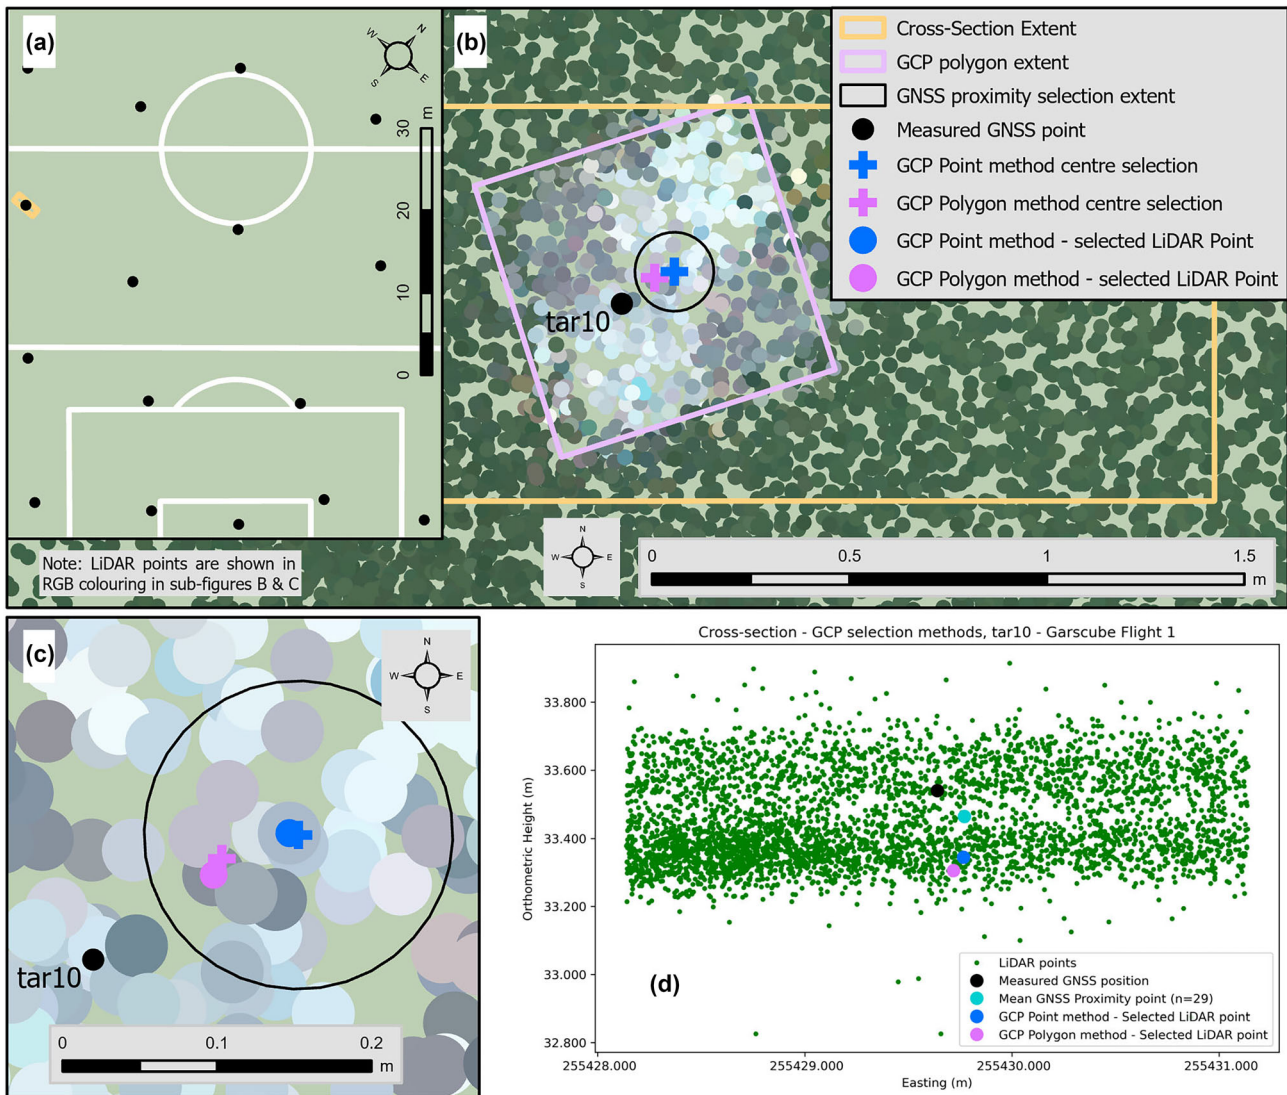 (a)
N
W
E
S
m
30
20
10
0
(b)
Cross-Section Extent
GCP polygon extent
GNSS proximity selection extent
Measured GNSS point
GCP Point method centre selection
GCP Polygon method centre selection
GCP Point method - selected LiDAR Point
GCP Polygon method - selected LiDAR Point
tar10
Note: LiDAR points are shown in
RGB colouring in sub-figures B & C
N
W E
S
0 0.5 1 1.5
m
(c)
N
W E
S
tar10
0 0.1 0.2
m
Cross-section - GCP selection methods, tar10 - Garscube Flight 1
Orthometric Height (m)
33.800
33.600
33.400
33.200
33.000
32.800
(d)
LiDAR points
Measured GNSS position
Mean GNSS Proximity point (n=29)
GCP Point method - Selected LiDAR point
GCP Polygon method - Selected LiDAR point
255428.000 255429.000 255430.000 255431.000
Easting (m)